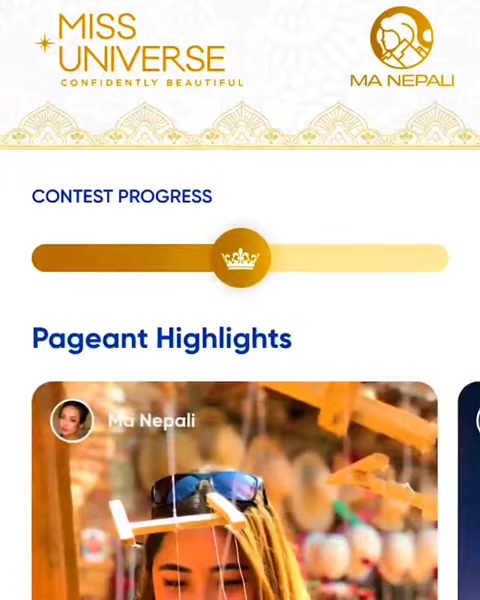 MISS
UNIVERSE
CONFIDENTLY BEAUTIFUL
MA NEPALI
CONTEST PROGRESS
Pageant Highlights
Ma Nepali